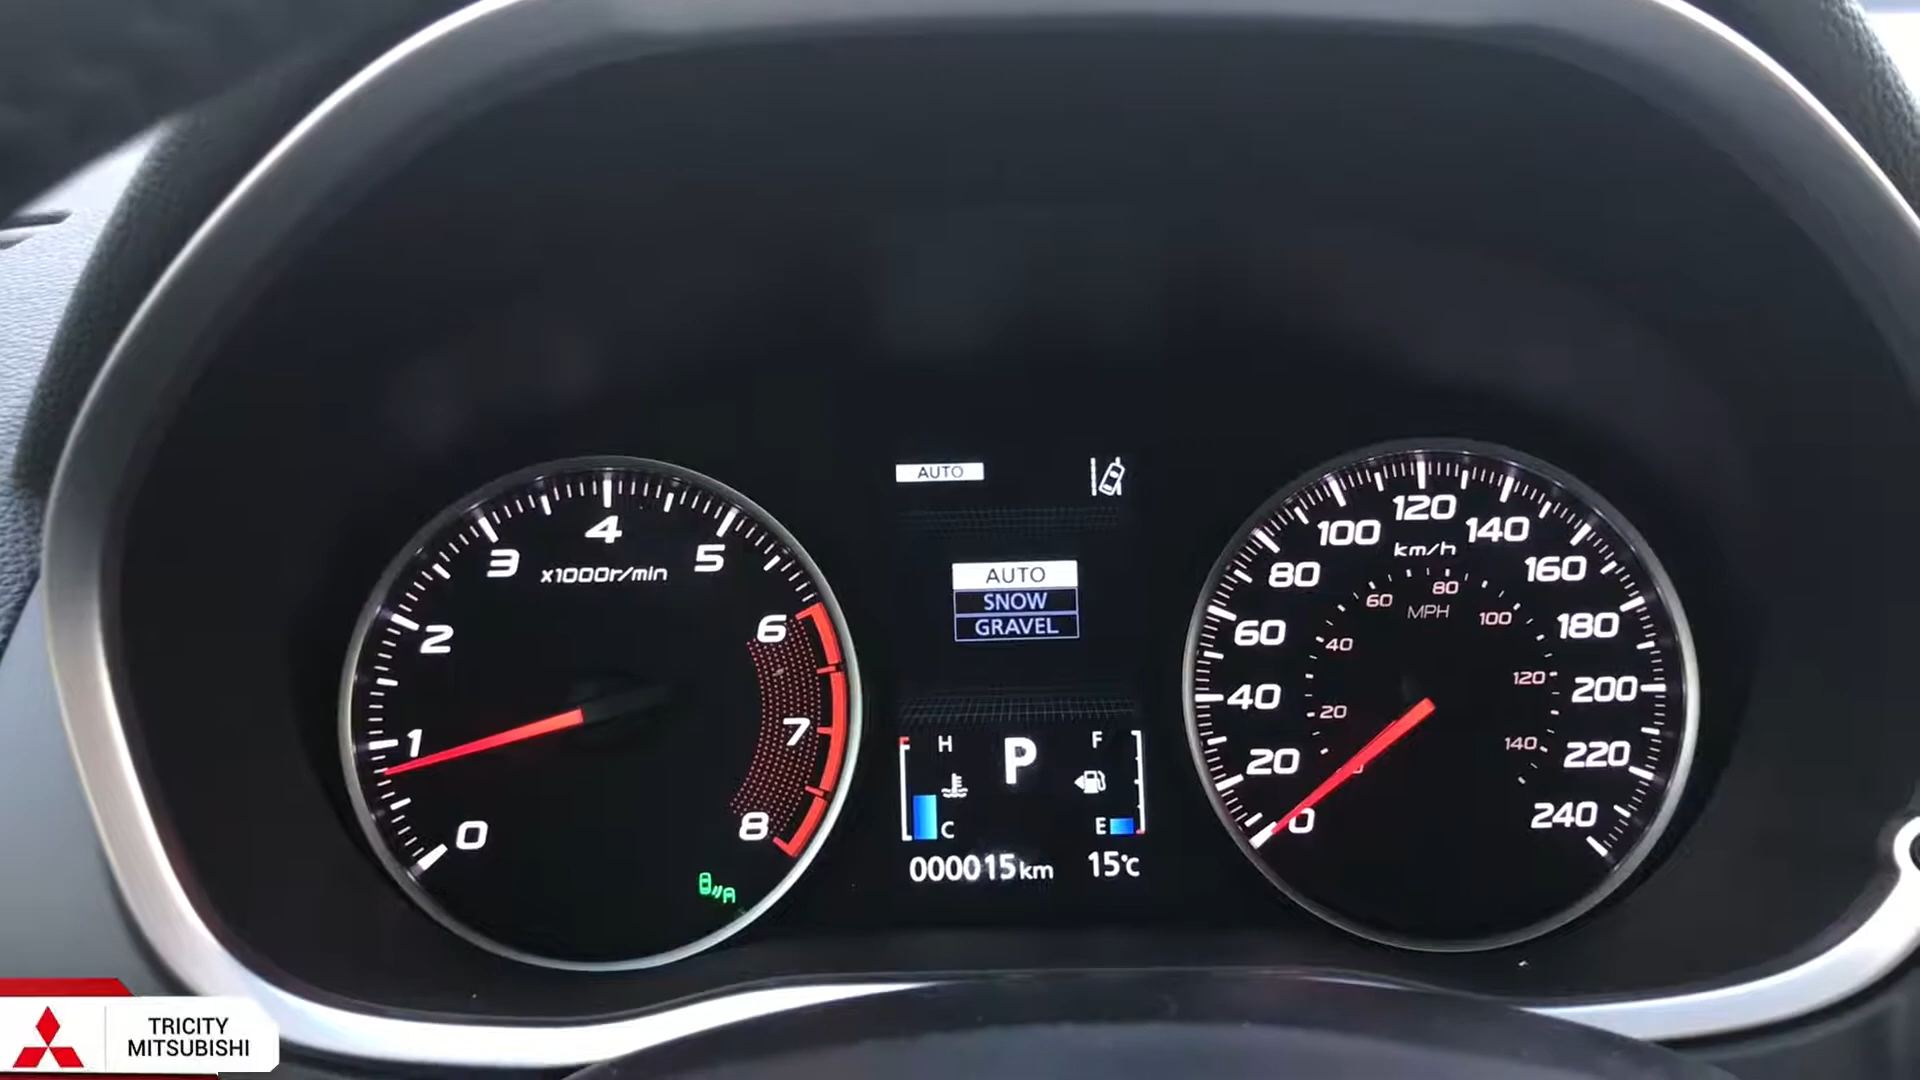 AUTO
4
3
5
x1000r/min
2
6
1
7
0
8
A
AUTO
SNOW
GRAVEL
H
P
F
C
E
000015km
15°C
120
100
140
km/h
80
160
60
80
MPH
60
100
180
40
40
120
200
20
20
140
220
0
240
TRICITY
MITSUBISHI